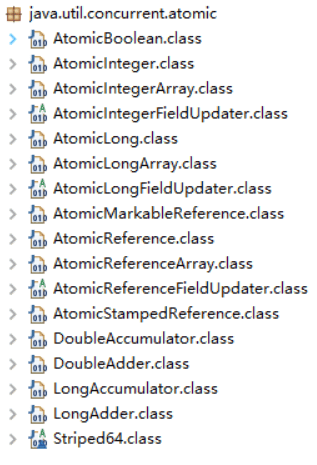 java.util.concurrent.atomic
AtomicBoolean.class
AtomicInteger.class
AtomicIntegerArray.class
AtomicIntegerFieldUpdater.class
AtomicLong.class
AtomicLongArray.class
AtomicLongFieldUpdater.class
AtomicMarkableReference.class
AtomicReference.class
AtomicReferenceArray.class
AtomicReferenceFieldUpdater.class
AtomicStampedReference.class
DoubleAccumulator.class
DoubleAdder.class
LongAccumulator.class
LongAdder.class
Striped64.class